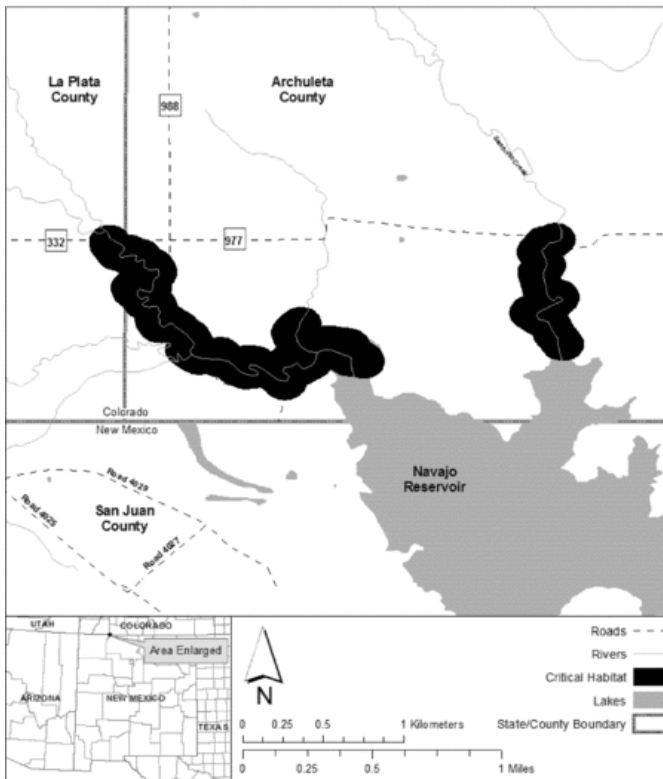 La Plata
County
Archuleta
County
988
332
977
Colorado
New Mexico
Navajo
Reservoir
Road 4019
San Juan
County
Road 4025
Road 4027
UTAH
COLORADO
Area Enlarged
ARIZONA
NEW MEXICO
TEXAS
N
Roads
Rivers
Critical Habitat
Lakes
State/County Boundary
0 0.25 0.5 1 Kilometers
0 0.25 0.5 1 Miles